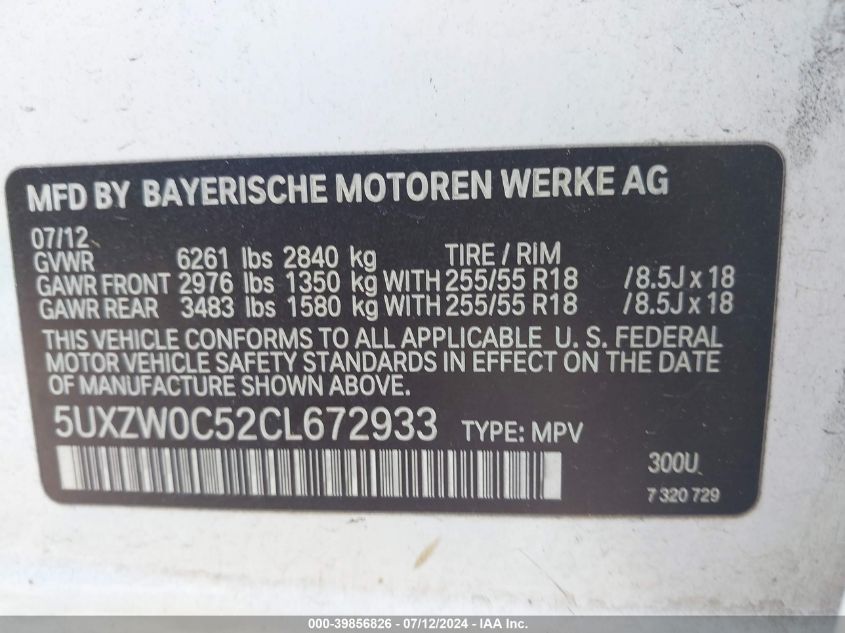 MFD BY BAYERISCHE MOTOREN WERKE AG
07/12
GVWR 6261 lbs 2840 kg TIRE / RIM
GAWR FRONT 2976 lbs 1350 kg WITH 255/55 R18 /8.5J x 18
GAWR REAR 3483 lbs 1580 kg WITH 255/55 R18 /8.5J x 18
THIS VEHICLE CONFORMS TO ALL APPLICABLE U. S. FEDERAL
MOTOR VEHICLE SAFETY STANDARDS IN EFFECT ON THE DATE
OF MANUFACTURE SHOWN ABOVE.
5UXZW0C52CL672933 TYPE: MPV
300U
7 320 729
000-39856826 - 07/12/2024 - IAA Inc.